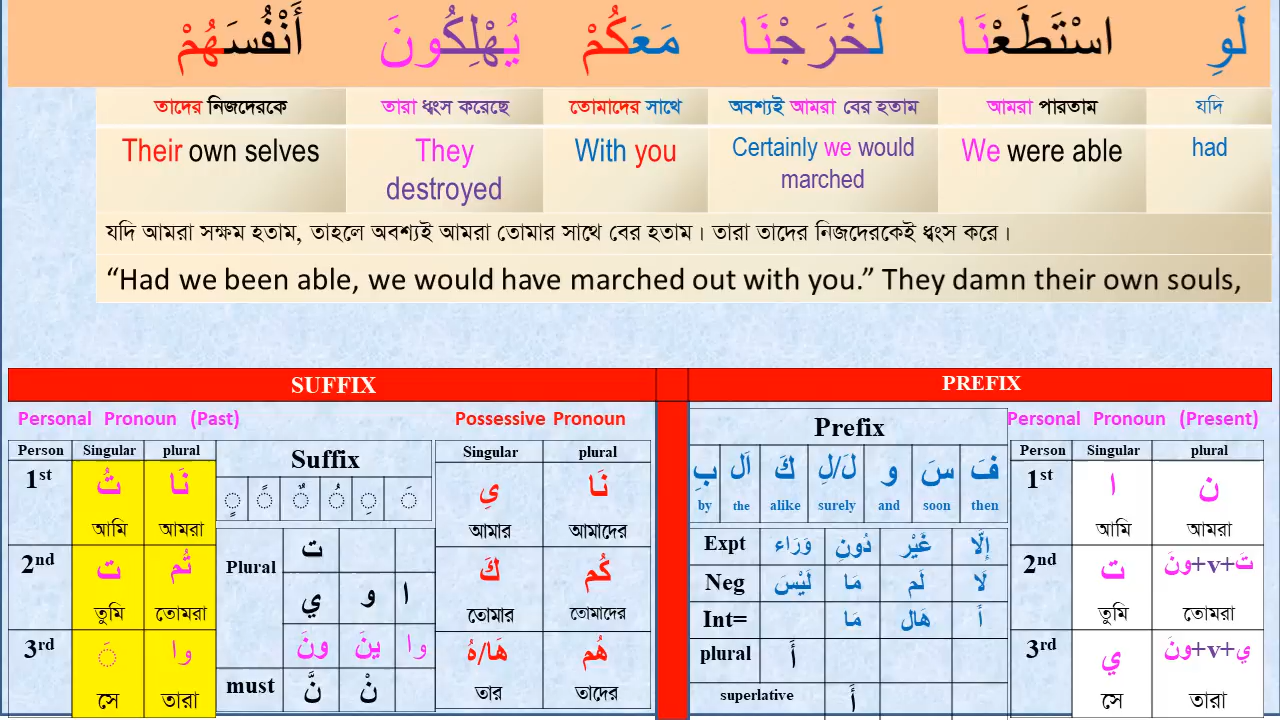 لَوِ اسْتَطَعْنَا لَخَرَجْنَا مَعَكُمْ يُهْلِكُونَ أَنْفُسَهُمْ
তাদের নিজদেরকে তারা ধ্বংস করেছে তোমাদের সাথে অবশ্যই আমরা বের হতাম আমরা পারতাম যদি
Their own selves They destroyed With you Certainly we would marched We were able had
যদি আমরা সক্ষম হতাম, তাহলে অবশ্যই আমরা তোমার সাথে বের হতাম। তারা তাদের নিজদেরকেই ধ্বংস করে।
“Had we been able, we would have marched out with you.” They damn their own souls,
SUFFIX PREFIX
Personal Pronoun (Past) Possessive Pronoun
Person Singular plural
1st تُ نَا
আমি আমরা
2nd ت تُم
তুমি তোমরা
3rd َ وا
সে তারা
Suffix
ٍ ً ٌ ُ ِ َ
Plural ت
ي و ا
ونَ ينَ وا
must نَّ نْ
Singular plural
يِ نَا
আমার আমাদের
كَ كُم
তোমার তোমাদের
هَا/هُ هُم
তার তাদের
Prefix
بِ اَل كَ لَ/لِ و سَ فَ
by the alike surely and soon then
Expt وَرَاء دُونِ غَيْر إِلَّا
Neg لَيْسَ مَا لَم لَا
Int= مَا هَال أَ
plural أَ
superlative أَ
Personal Pronoun (Present)
Person Singular plural
1st ا ن
আমি আমরা
2nd ت تَ+v+ونَ
তুমি তোমরা
3rd ي ي+v+ونَ
সে তারা